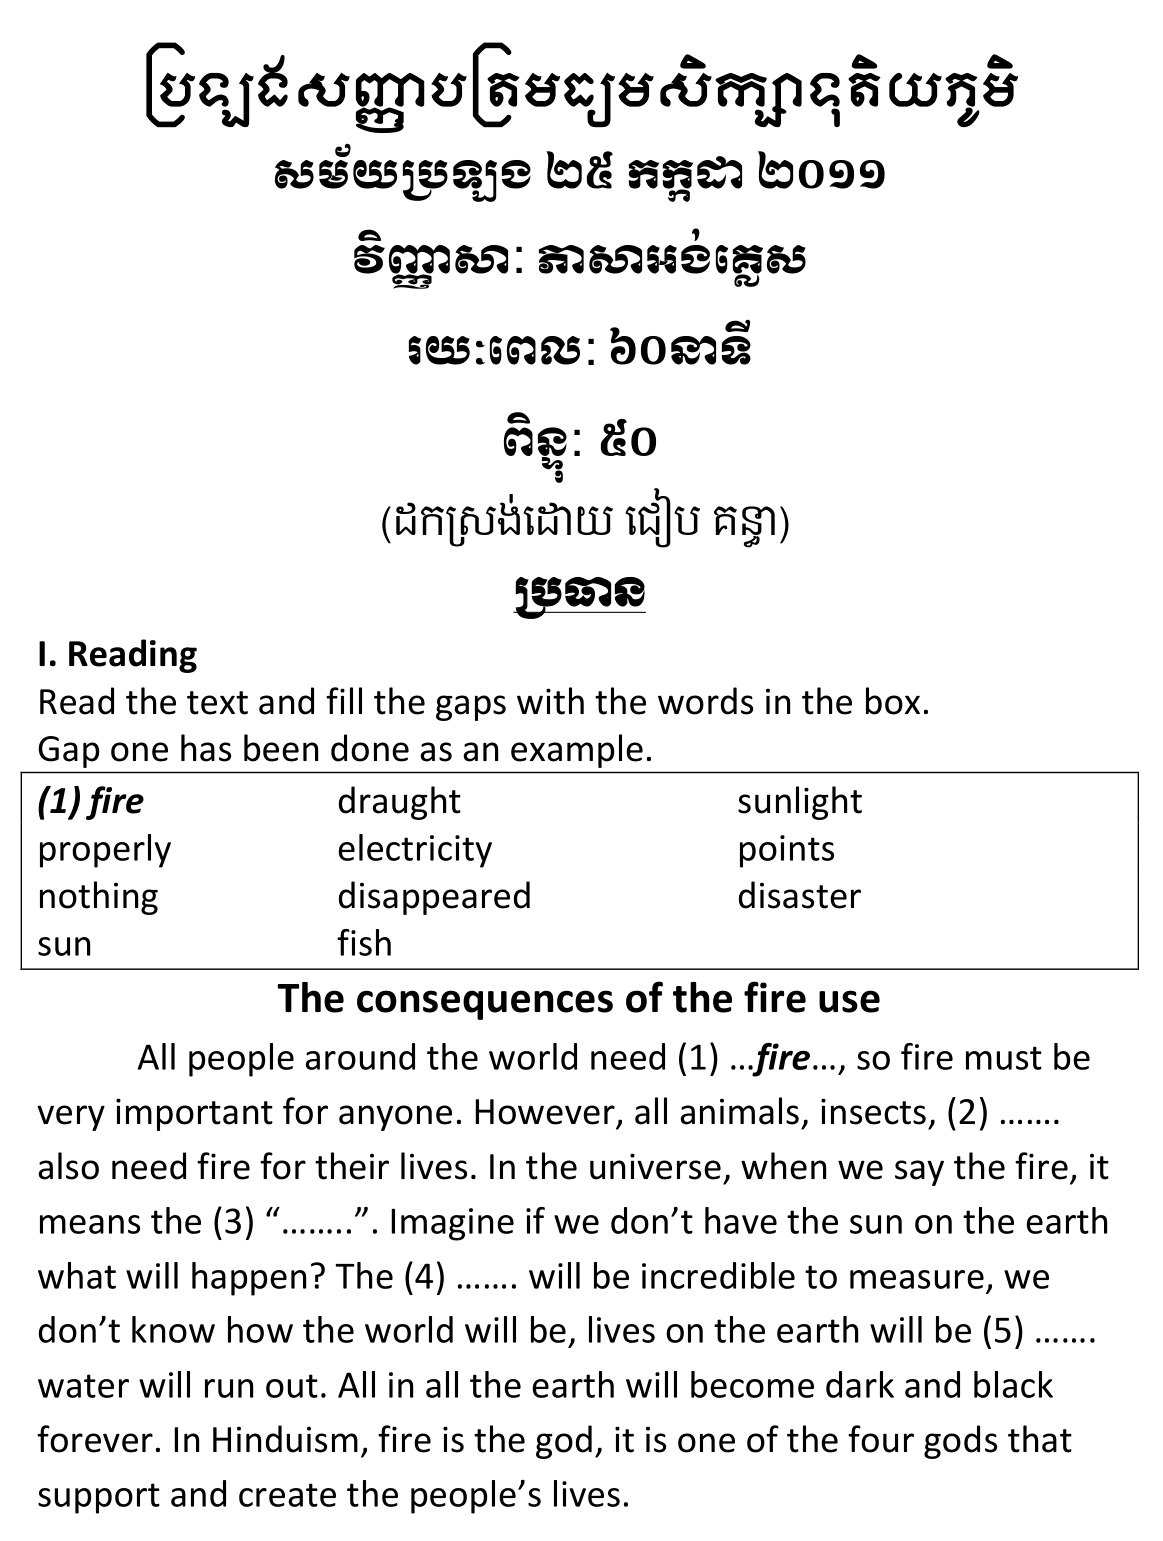 ប្រឡងសញ្ញាបត្រមធ្យមសិក្សាទុតិយភូមិ
សម័យប្រឡង ២៥ កក្កដា ២០១១
វិញ្ញាសា: ភាសាអង់គ្លេស
រយៈពេល: ៦០នាទី
ពិន្ទុ: ៥០
(ដកស្រង់ដោយ ជៀប គន្ធា)
ប្រធាន
I. Reading
Read the text and fill the gaps with the words in the box.
Gap one has been done as an example.
(1) fire draught sunlight
properly electricity points
nothing disappeared disaster
sun fish
The consequences of the fire use
All people around the world need (1) …fire…, so fire must be
very important for anyone. However, all animals, insects, (2) …….
also need fire for their lives. In the universe, when we say the fire, it
means the (3) “……..”. Imagine if we don’t have the sun on the earth
what will happen? The (4) ……. will be incredible to measure, we
don’t know how the world will be, lives on the earth will be (5) …….
water will run out. All in all the earth will become dark and black
forever. In Hinduism, fire is the god, it is one of the four gods that
support and create the people’s lives.